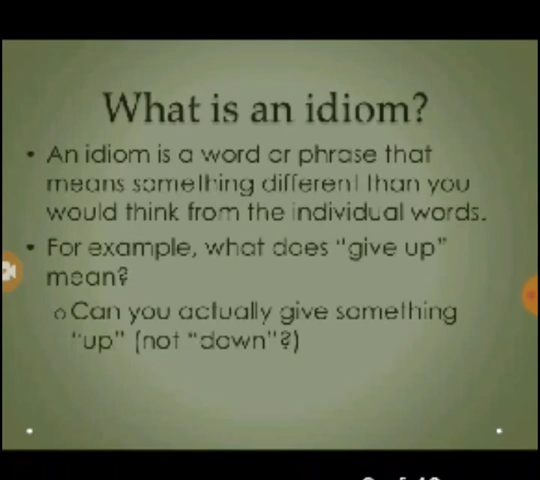 What is an idiom?
• An idiom is a word or phrase that
means something different than you
would think from the individual words.
• For example, what does "give up"
mean?
o Can you actually give something
"up" (not "down"?)